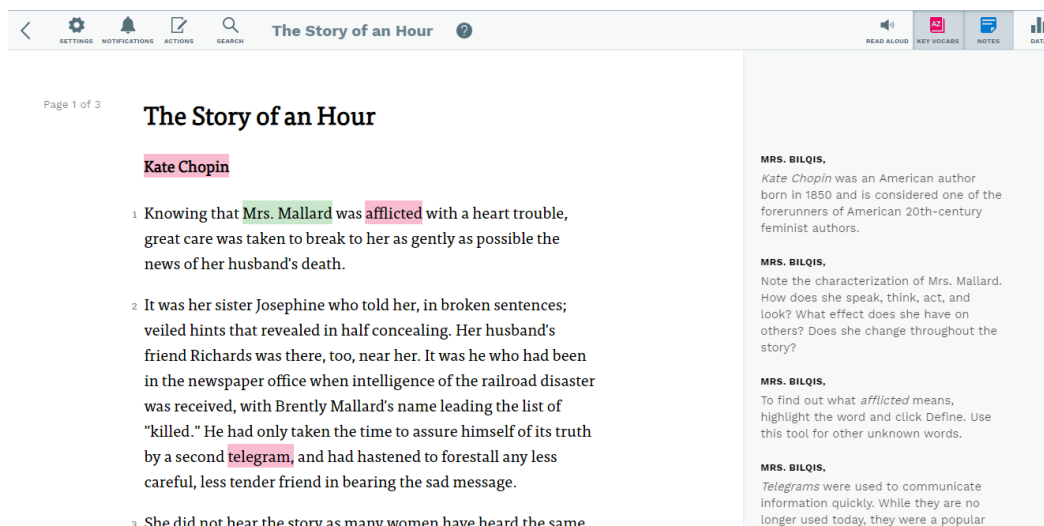 SETTINGS NOTIFICATIONS ACTIONS SEARCH The Story of an Hour ? READ ALOUD AZ KEY VOCABS NOTES DATA
Page 1 of 3
The Story of an Hour
Kate Chopin
1 Knowing that Mrs. Mallard was afflicted with a heart trouble,
great care was taken to break to her as gently as possible the
news of her husband's death.
2 It was her sister Josephine who told her, in broken sentences;
veiled hints that revealed in half concealing. Her husband's
friend Richards was there, too, near her. It was he who had been
in the newspaper office when intelligence of the railroad disaster
was received, with Brently Mallard's name leading the list of
"killed." He had only taken the time to assure himself of its truth
by a second telegram, and had hastened to forestall any less
careful, less tender friend in bearing the sad message.
3 She did not hear the story as many women have heard the same
MRS. BILQIS,
Kate Chopin was an American author
born in 1850 and is considered one of the
forerunners of American 20th-century
feminist authors.
MRS. BILQIS,
Note the characterization of Mrs. Mallard.
How does she speak, think, act, and
look? What effect does she have on
others? Does she change throughout the
story?
MRS. BILQIS,
To find out what afflicted means,
highlight the word and click Define. Use
this tool for other unknown words.
MRS. BILQIS,
Telegrams were used to communicate
information quickly. While they are no
longer used today, they were a popular